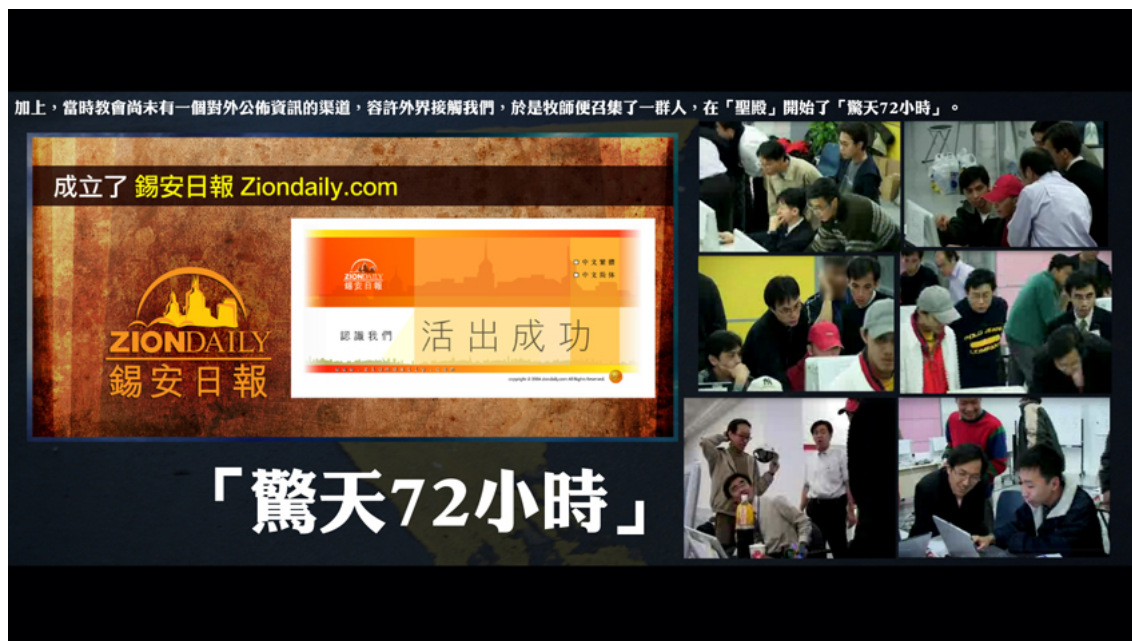 加上，當時教會尚未有一個對外公佈資訊的渠道，容許外界接觸我們，於是牧師便召集了一群人，在「聖殿」開始了「驚天72小時」。
成立了 錫安日報 Ziondaily.com
ZIONDAILY
錫安日報
ZIONDAILY
錫安日報
中文繁體
中文简体
認識我們
活出成功
「驚天72小時」